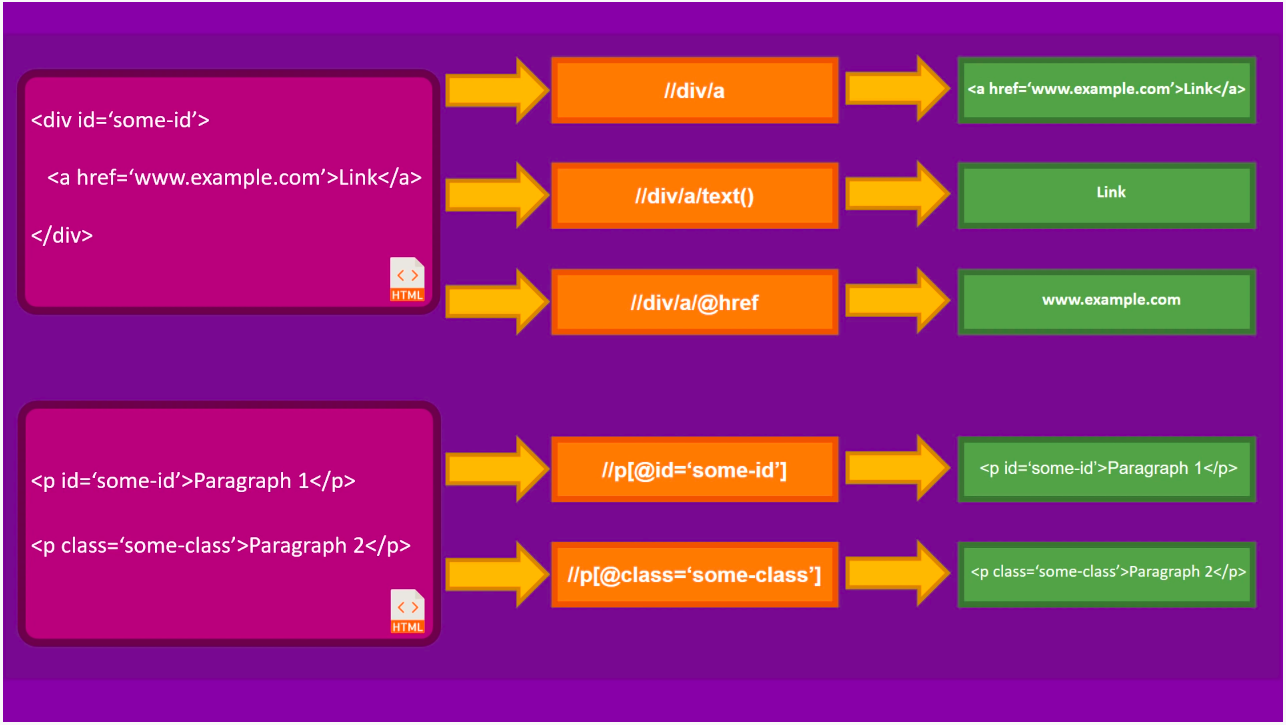 <div id=‘some-id’>
<a href=‘www.example.com’>Link</a>
</div>
HTML
//div/a
<a href=‘www.example.com’>Link</a>
//div/a/text()
Link
//div/a/@href
www.example.com
<p id=‘some-id’>Paragraph 1</p>
<p class=‘some-class’>Paragraph 2</p>
HTML
//p[@id=‘some-id’]
<p id=‘some-id’>Paragraph 1</p>
//p[@class=‘some-class’]
<p class=‘some-class’>Paragraph 2</p>